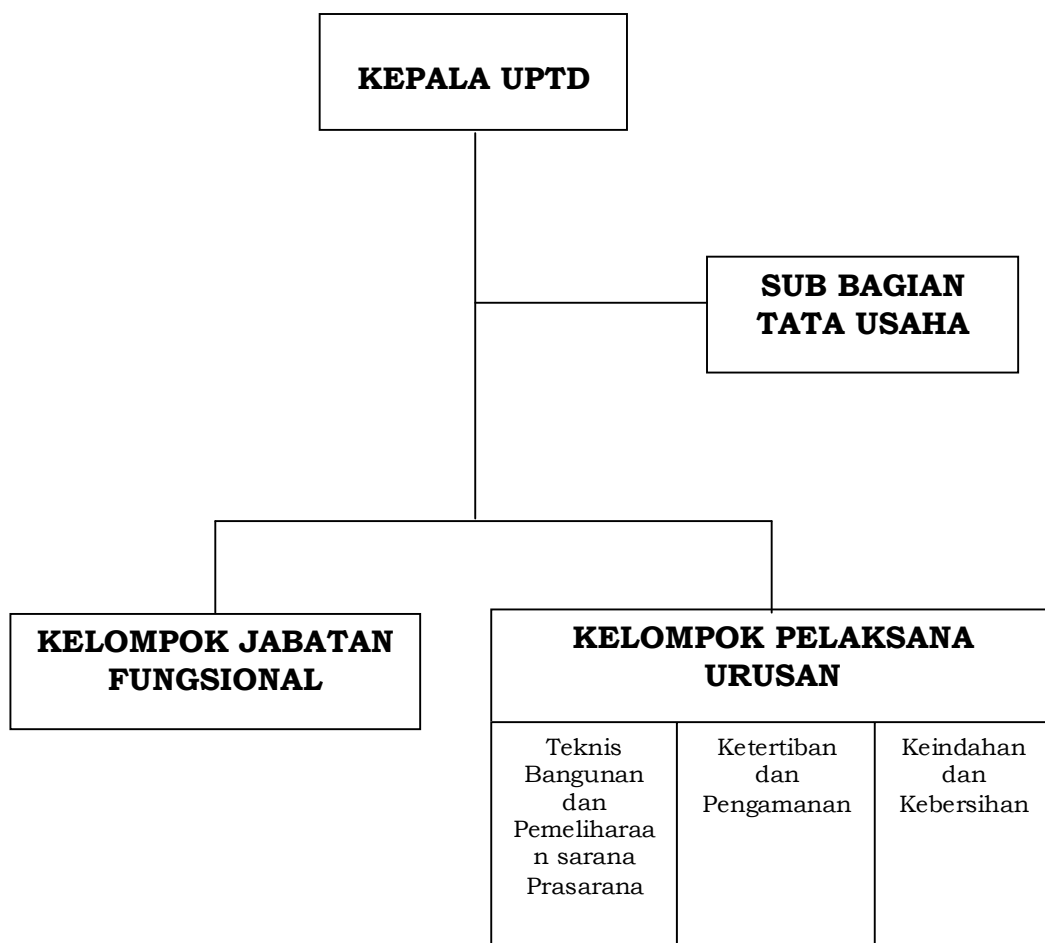 KEPALA UPTD
SUB BAGIAN
TATA USAHA
KELOMPOK JABATAN
FUNGSIONAL
KELOMPOK PELAKSANA
URUSAN
Teknis
Bangunan
dan
Pemeliharaa
n sarana
Prasarana
Ketertiban
dan
Pengamanan
Keindahan
dan
Kebersihan